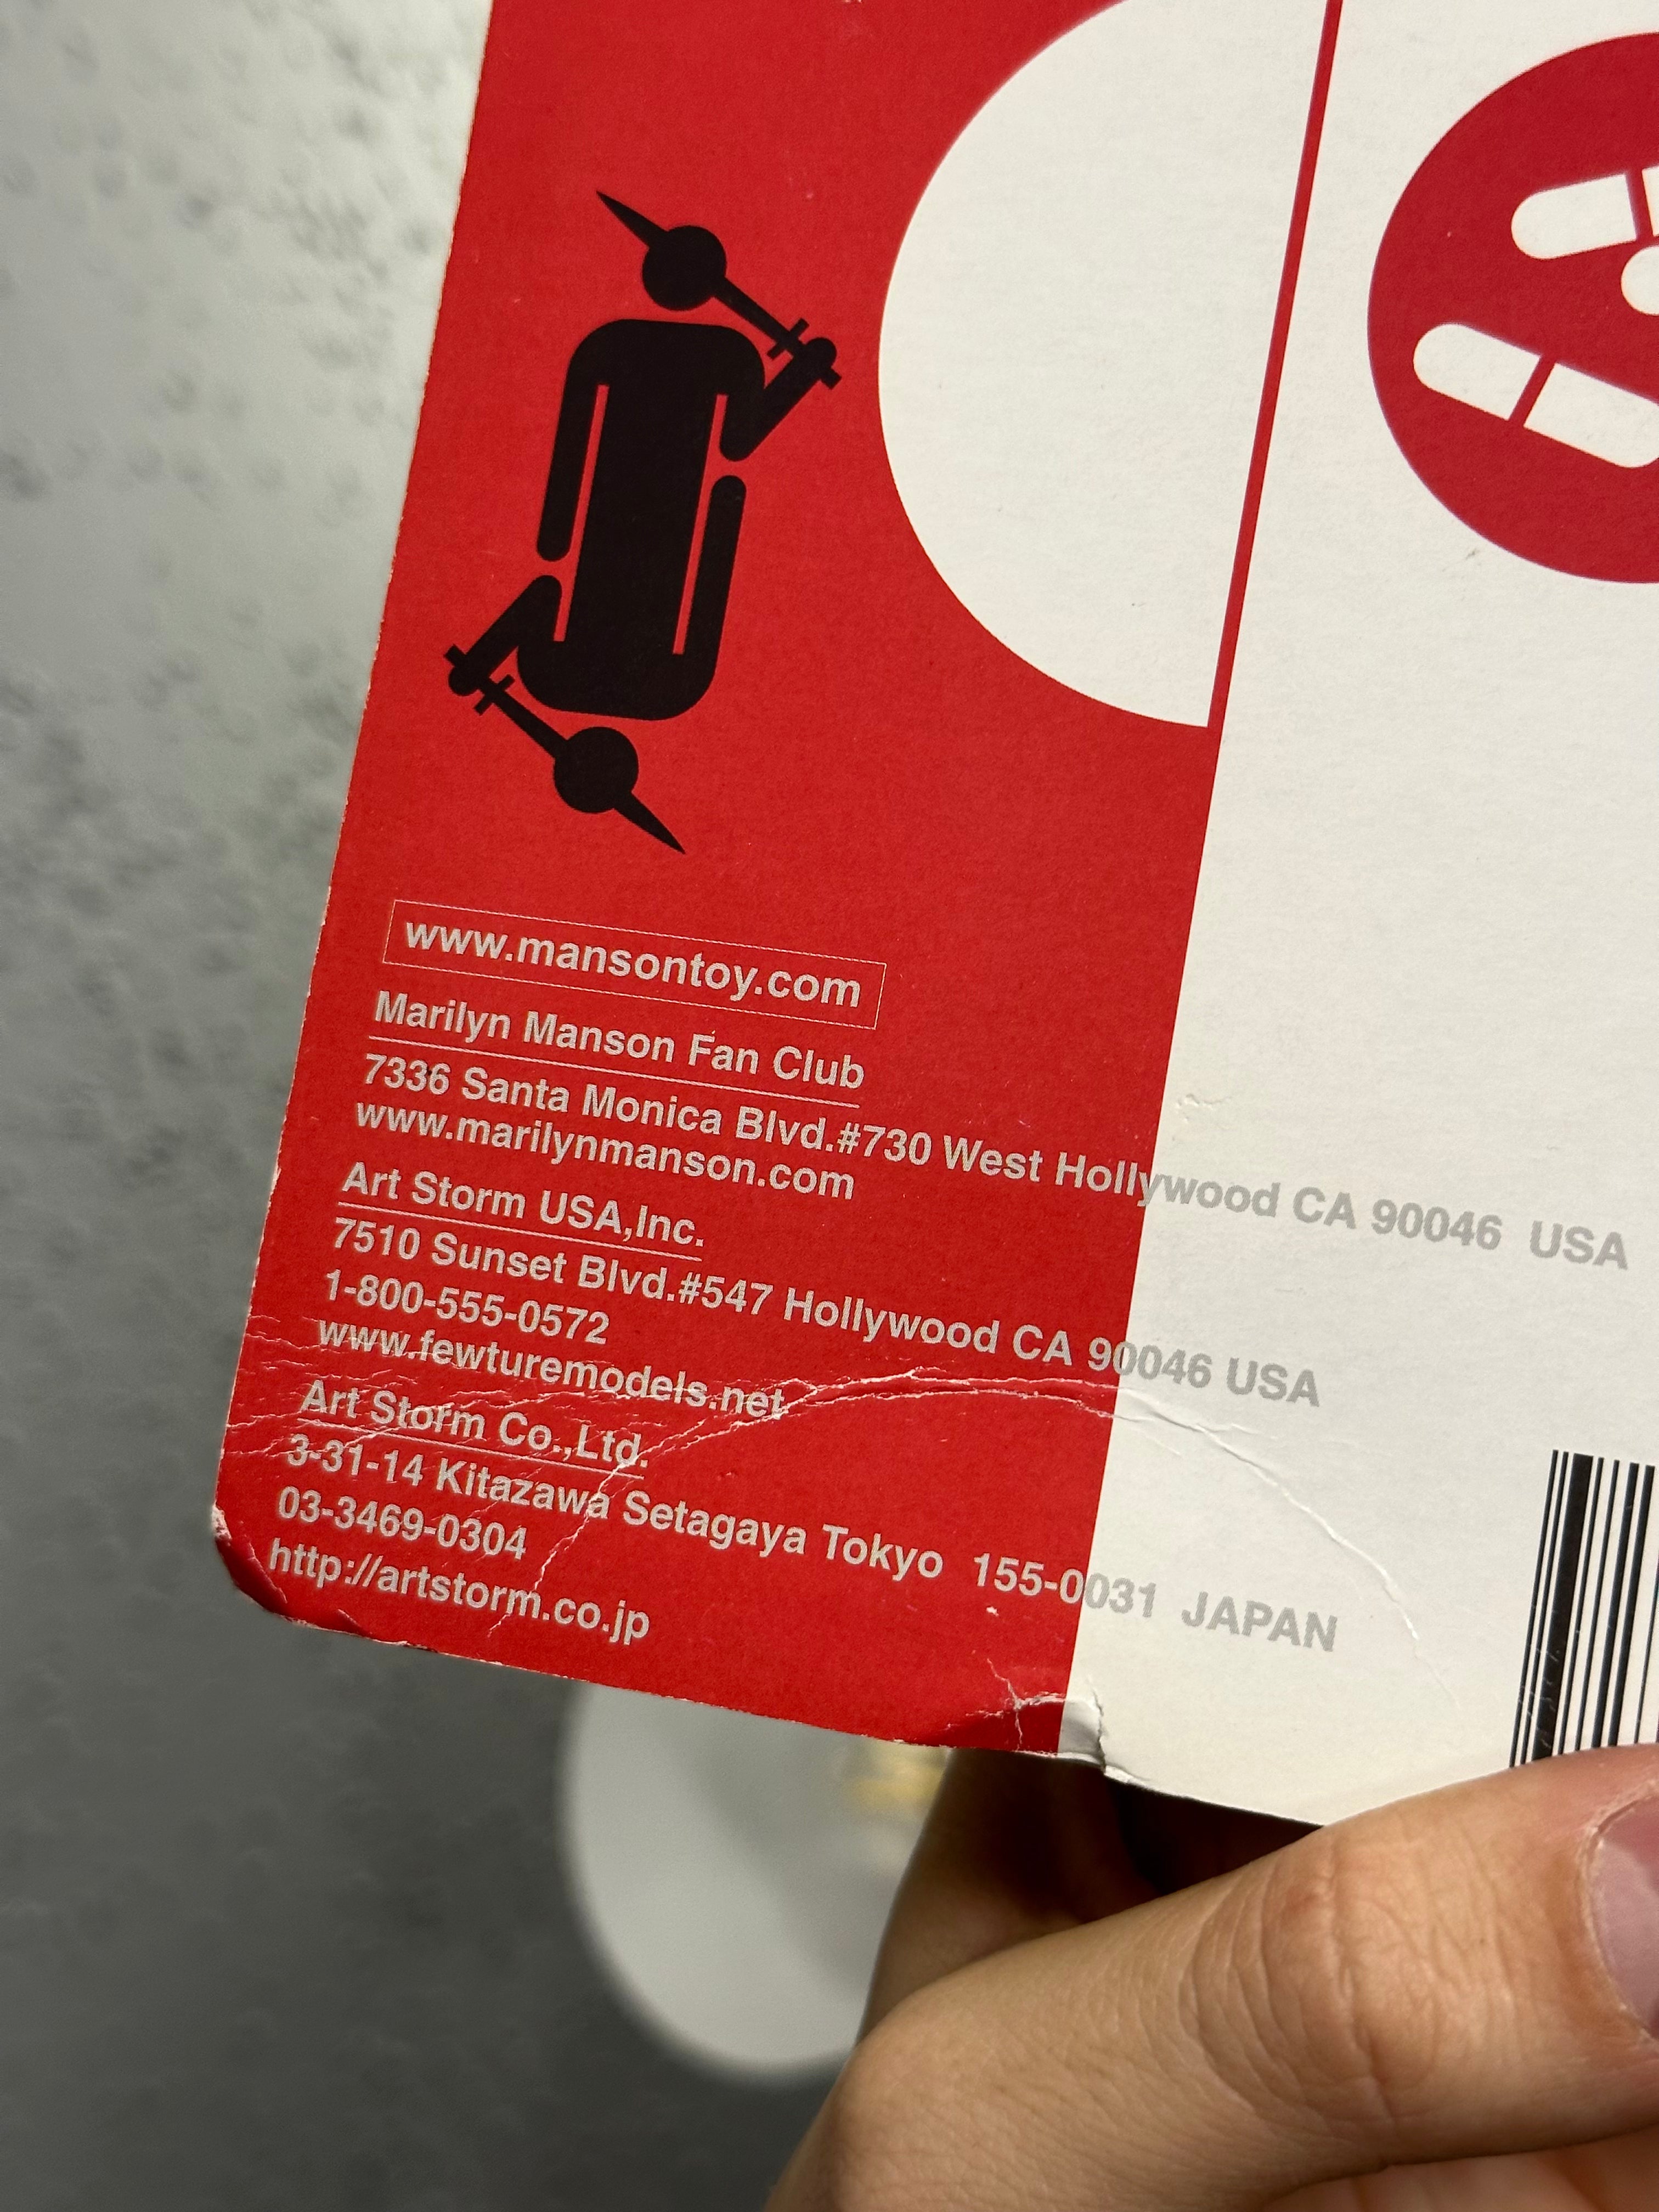 www.mansontoy.com
Marilyn Manson Fan Club
7336 Santa Monica Blvd.#730 West Hollywood CA 90046 USA
www.marilynmanson.com
Art Storm USA,Inc.
7510 Sunset Blvd.#547 Hollywood CA 90046 USA
1-800-555-0572
www.fewturemodels.net
Art Storm Co.,Ltd.
3-31-14 Kitazawa Setagaya Tokyo 155-0031 JAPAN
03-3469-0304
http://artstorm.co.jp